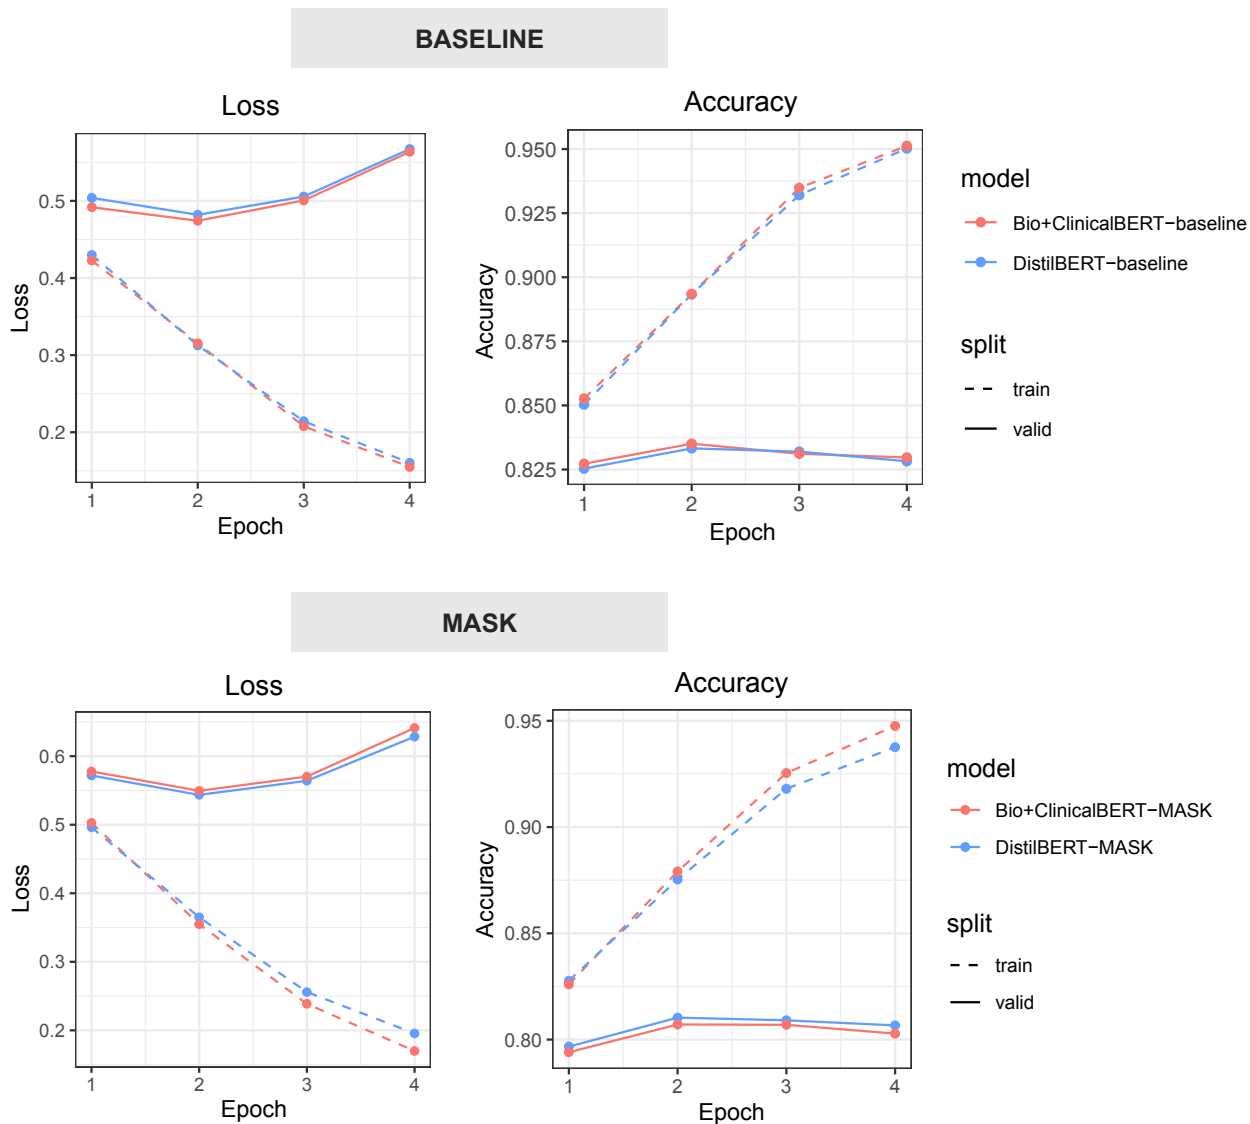 BASELINE
Loss
Accuracy
0.5
0.4
0.3
0.2
Loss
1 2 3 4
Epoch
0.950
0.925
0.900
0.875
0.850
0.825
Accuracy
1 2 3 4
Epoch
model
Bio+ClinicalBERT−baseline
DistilBERT−baseline
split
train
valid
MASK
Loss
Accuracy
0.6
0.5
0.4
0.3
0.2
Loss
1 2 3 4
Epoch
0.95
0.90
0.85
0.80
Accuracy
1 2 3 4
Epoch
model
Bio+ClinicalBERT−MASK
DistilBERT−MASK
split
train
valid